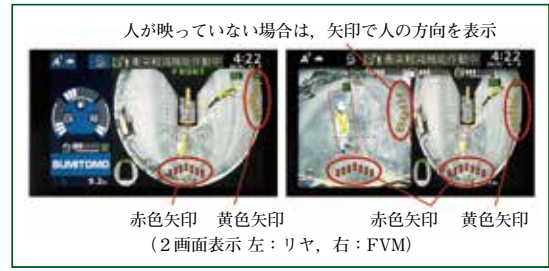 人が映っていない場合は，矢印で人の方向を表示
4:22
FRONT
SUMITOMO
4:22
赤色矢印 黄色矢印 赤色矢印 黄色矢印
（２画面表示 左：リヤ，右：FVM）